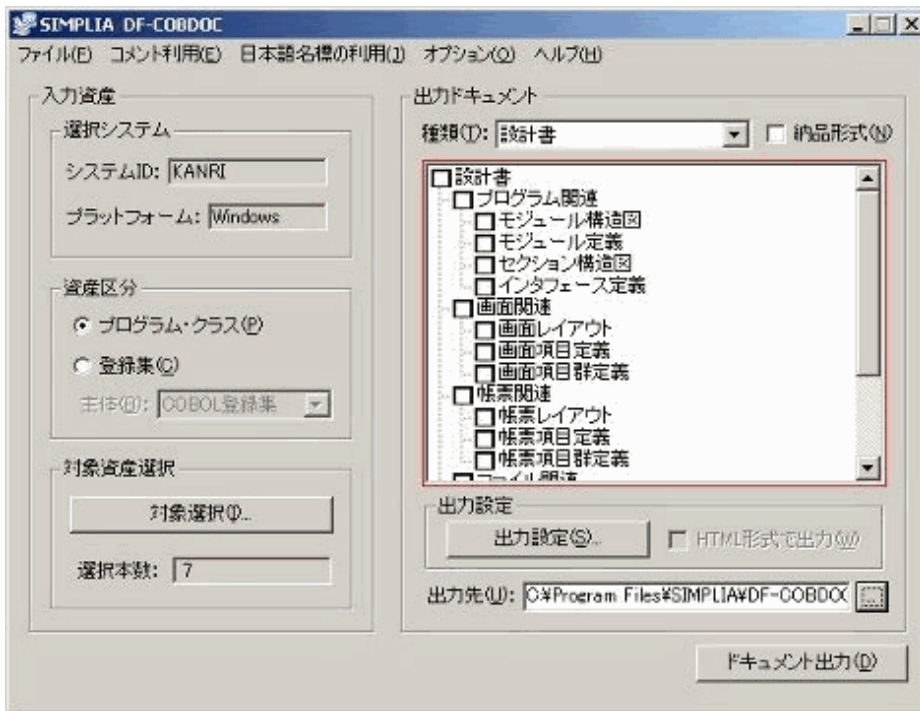 SIMPLIA DF-COBDOC
ファイル(F) コメント利用(E) 日本語名標の利用(J) オプション(O) ヘルプ(H)
入力資産
選択システム
システムID: KANRI
プラットフォーム: Windows
資産区分
プログラム・クラス(P)
登録集(C)
主体(B): COBOL登録集
対象資産選択
対象選択(I)...
選択本数: 7
出力ドキュメント
種類(T): 設計書 納品形式(N)
設計書
プログラム関連
モジュール構造図
モジュール定義
セクション構造図
インタフェース定義
画面関連
画面レイアウト
画面項目定義
画面項目群定義
帳票関連
帳票レイアウト
帳票項目定義
帳票項目群定義
ファイル関連
出力設定
出力設定(S)... HTML形式で出力(W)
出力先(U): C¥Program Files¥SIMPLIA¥DF-COBDOC ...
ドキュメント出力(D)